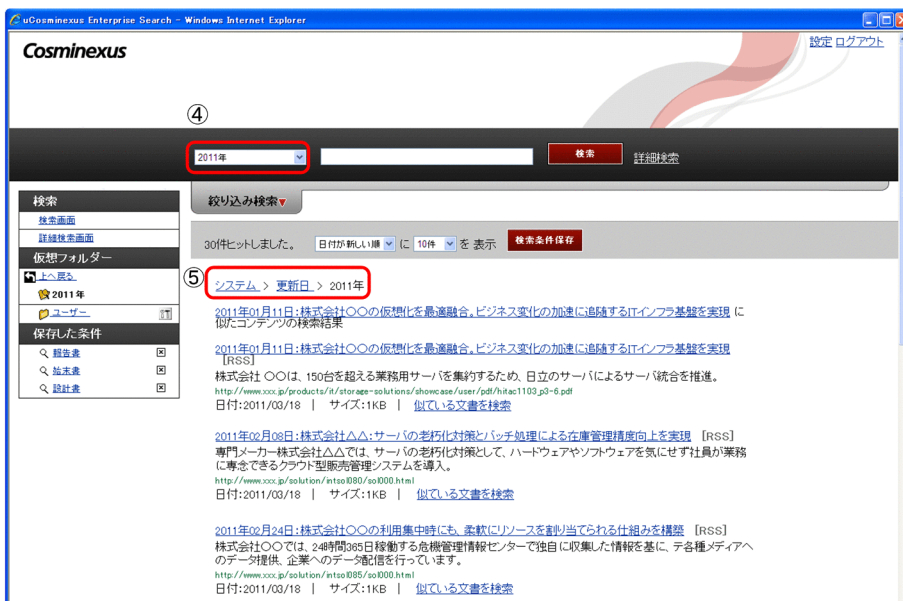 uCosminexus Enterprise Search - Windows Internet Explorer
Cosminexus
設定 ログアウト
④
2011年
検索
詳細検索
検索
検索画面
詳細検索画面
仮想フォルダー
上へ戻る
2011年
ユーザー
保存した条件
報告書
始末書
設計書
絞り込み検索▼
30件ヒットしました。 日付が新しい順 に 10件 を 表示 検索条件保存
⑤
システム > 更新日 > 2011年
2011年01月11日:株式会社〇〇の仮想化を最適融合。ビジネス変化の加速に追随するITインフラ基盤を実現 に
似たコンテンツの検索結果
2011年01月11日:株式会社〇〇の仮想化を最適融合。ビジネス変化の加速に追随するITインフラ基盤を実現
[RSS]
株式会社 〇〇は、150台を超える業務用サーバを集約するため、日立のサーバによるサーバ統合を推進。
http://www.xxx.jp/products/it/storage-solutions/showcase/user/pdf/hitac1103_p3-6.pdf
日付:2011/03/18 | サイズ:1KB | 似ている文書を検索
2011年02月08日:株式会社△△:サーバの老朽化対策とバッチ処理による在庫管理精度向上を実現 [RSS]
専門メーカー株式会社△△では、サーバの老朽化対策として、ハードウェアやソフトウェアを気にせず社員が業務
に専念できるクラウド型販売管理システムを導入。
http://www.xxx.jp/solution/intsol080/sol000.html
日付:2011/03/18 | サイズ:1KB | 似ている文書を検索
2011年02月24日:株式会社〇〇の利用集中時にも、柔軟にリソースを割り当てられる仕組みを構築 [RSS]
株式会社〇〇では、24時間365日稼働する危機管理情報センターで独自に収集した情報を基に、テ各種メディアへ
のデータ提供、企業へのデータ配信を行っています。
http://www.xxx.jp/solution/intsol085/sol000.html
日付:2011/03/18 | サイズ:1KB | 似ている文書を検索